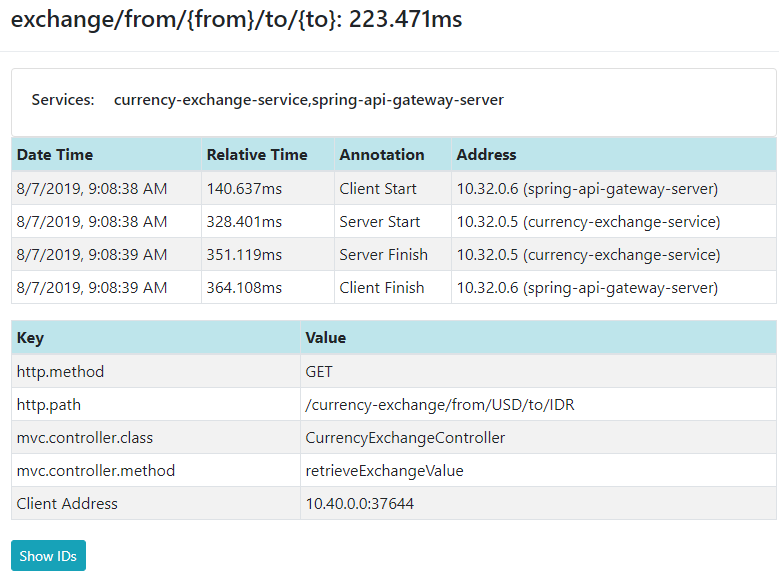 exchange/from/{from}/to/{to}: 223.471ms
Services: currency-exchange-service,spring-api-gateway-server
Date Time Relative Time Annotation Address
8/7/2019, 9:08:38 AM 140.637ms Client Start 10.32.0.6 (spring-api-gateway-server)
8/7/2019, 9:08:38 AM 328.401ms Server Start 10.32.0.5 (currency-exchange-service)
8/7/2019, 9:08:39 AM 351.119ms Server Finish 10.32.0.5 (currency-exchange-service)
8/7/2019, 9:08:39 AM 364.108ms Client Finish 10.32.0.6 (spring-api-gateway-server)
Key Value
http.method GET
http.path /currency-exchange/from/USD/to/IDR
mvc.controller.class CurrencyExchangeController
mvc.controller.method retrieveExchangeValue
Client Address 10.40.0.0:37644
Show IDs